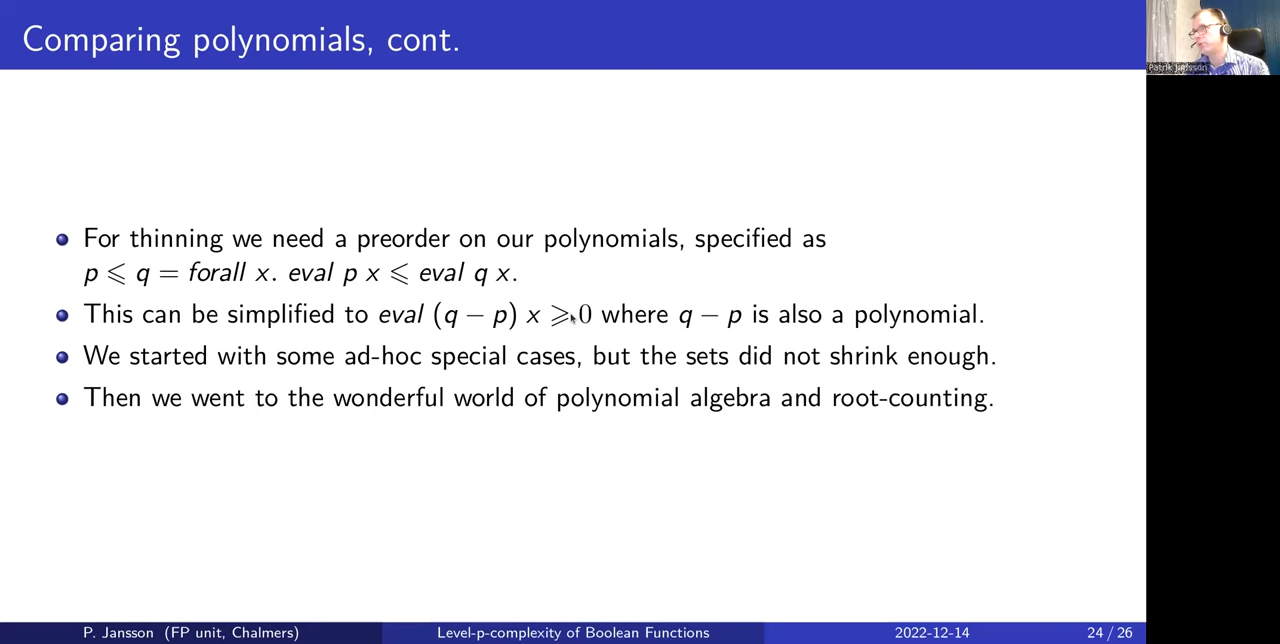 Comparing polynomials, cont.
Patrik Jansson
For thinning we need a preorder on our polynomials, specified as
p ⩽ q = forall x. eval p x ⩽ eval q x.
This can be simplified to eval (q − p) x ⩾ 0 where q − p is also a polynomial.
We started with some ad-hoc special cases, but the sets did not shrink enough.
Then we went to the wonderful world of polynomial algebra and root-counting.
P. Jansson (FP unit, Chalmers) Level-p-complexity of Boolean Functions 2022-12-14 24 / 26